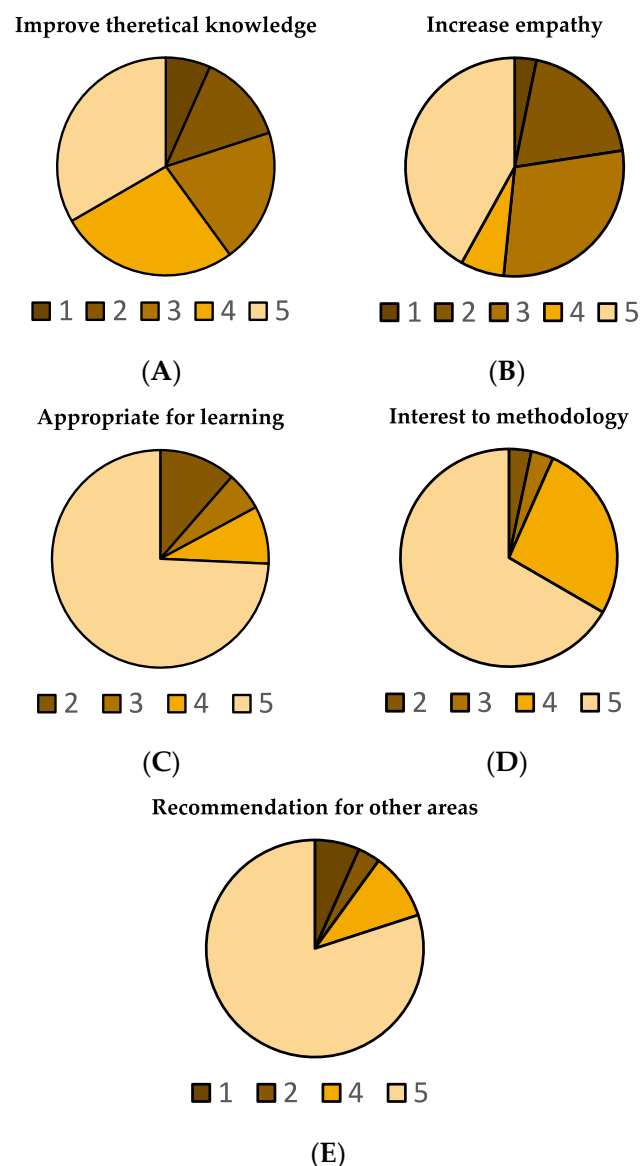 Improve theretical knowledge
Increase empathy
1 2 3 4 5
1 2 3 4 5
(A)
(B)
Appropriate for learning
Interest to methodology
2 3 4 5
2 3 4 5
(C)
(D)
Recommendation for other areas
1 2 4 5
(E)